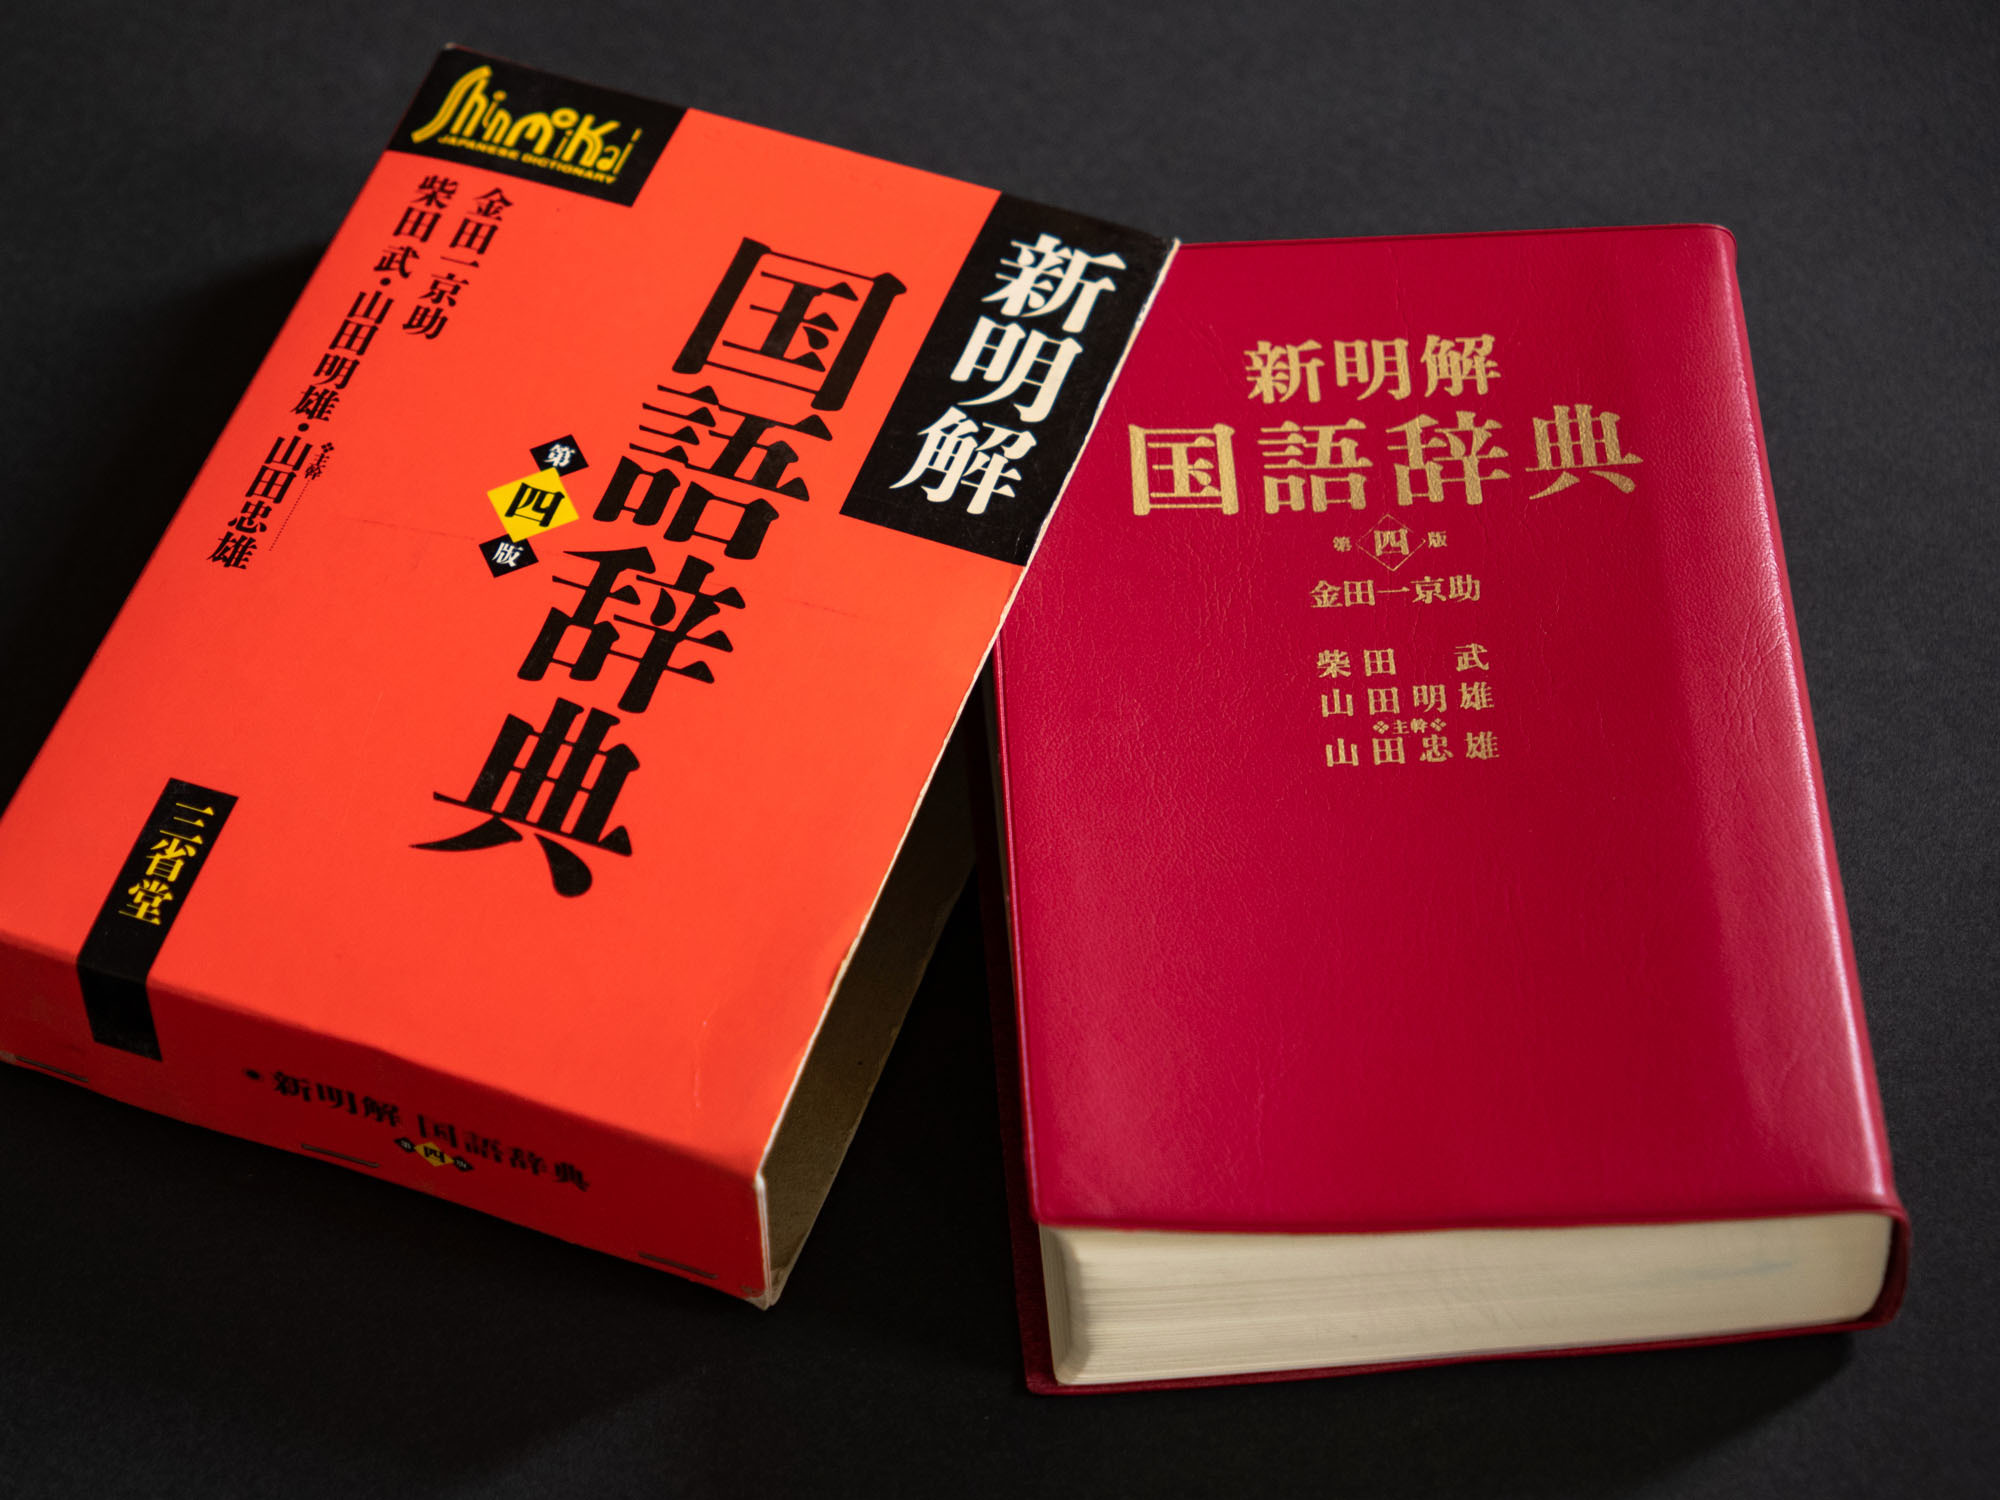 Shinmeikai
JAPANESE DICTIONARY
新明解
国語辞典
第四版
金田一京助
柴田 武・山田明雄・山田忠雄
❖主幹
三省堂
・新明解 国語辞典
第四版
新明解
国語辞典
第四版
金田一京助
柴田 武
山田明雄
❖主幹❖
山田忠雄